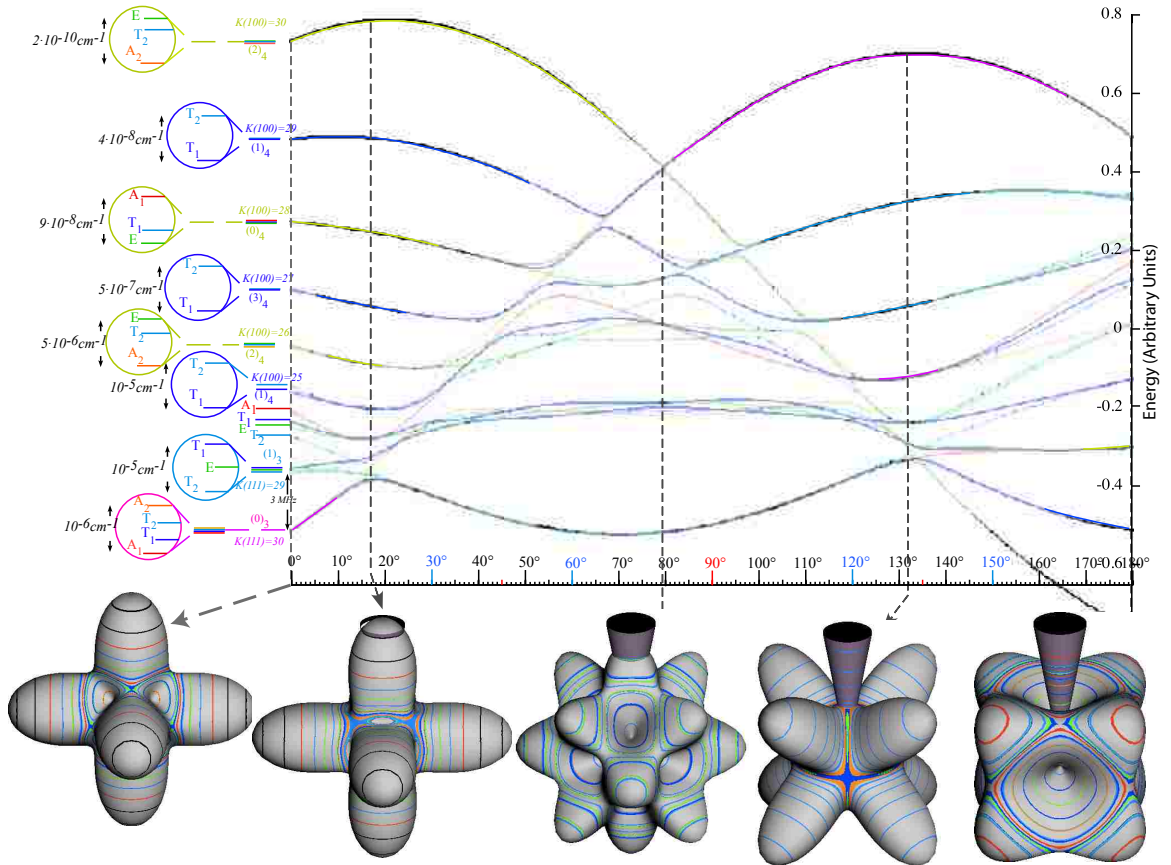 E
T2
A2
2·10-10cm-1
K(100)=30
(2)4
T2
T1
4·10-8cm-1
K(100)=29
(1)4
A1
T1
E
9·10-8cm-1
K(100)=28
(0)4
T2
T1
5·10-7cm-1
K(100)=27
(3)4
E
T2
A2
5·10-6cm-1
K(100)=26
(2)4
T2
T1
10-5cm-1
K(100)=25
(1)4
A1
T1
E
T2
T1
E
T2
10-5cm-1
(1)3
K(111)=29
3 MHz
A2
T2
T1
A1
10-6cm-1
(0)3
K(111)=30
0.8
0.6
0.4
0.2
0
-0.2
-0.4
-0.6
Energy (Arbitrary Units)
0° 10° 20° 30° 40° 50° 60° 70° 80° 90° 100° 110° 120° 130° 140° 150° 160° 170° 180°